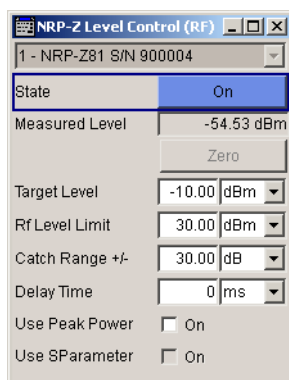 NRP-Z Level Control (RF)
1 - NRP-Z81 S/N 900004
State On
Measured Level -54.53 dBm
Zero
Target Level -10.00 dBm
Rf Level Limit 30.00 dBm
Catch Range +/- 30.00 dB
Delay Time 0 ms
Use Peak Power On
Use SParameter On